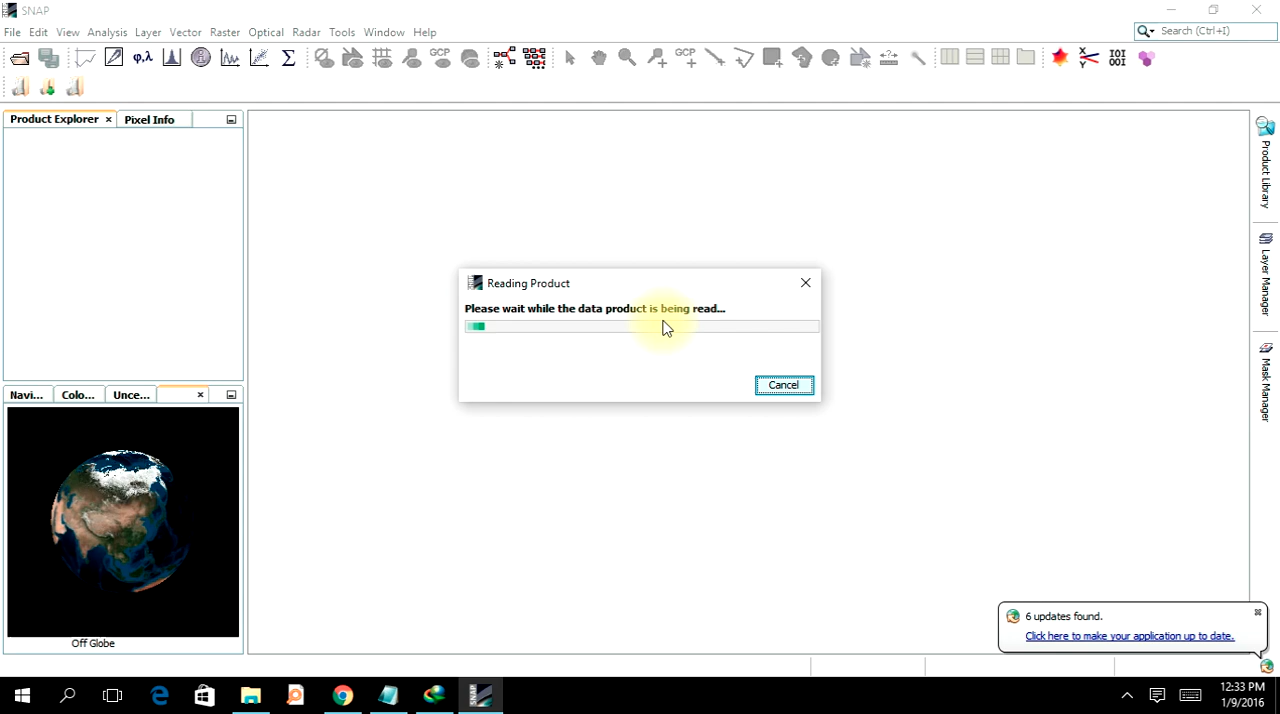 SNAP
File Edit View Analysis Layer Vector Raster Optical Radar Tools Window Help
Search (Ctrl+I)
φ,λ
Σ
GCP
GCP
X
Y
IOI
OOI
Product Explorer
Pixel Info
Product Library
Layer Manager
Mask Manager
Reading Product
Please wait while the data product is being read...
Cancel
Navi...
Colo...
Unce...
Off Globe
6 updates found.
Click here to make your application up to date.
SNAP
12:33 PM
1/9/2016